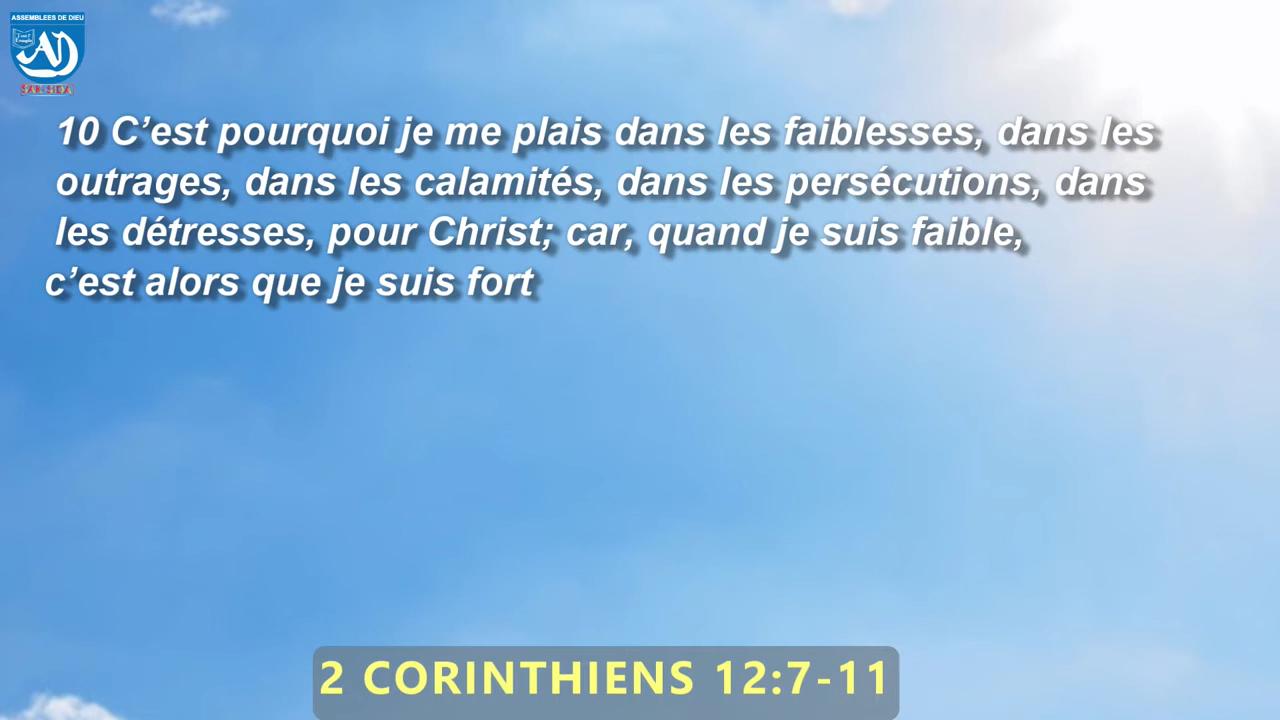 ASSEMBLEES DE DIEU
AD
10 C’est pourquoi je me plais dans les faiblesses, dans les
outrages, dans les calamités, dans les persécutions, dans
les détresses, pour Christ; car, quand je suis faible,
c’est alors que je suis fort
2 CORINTHIENS 12:7-11